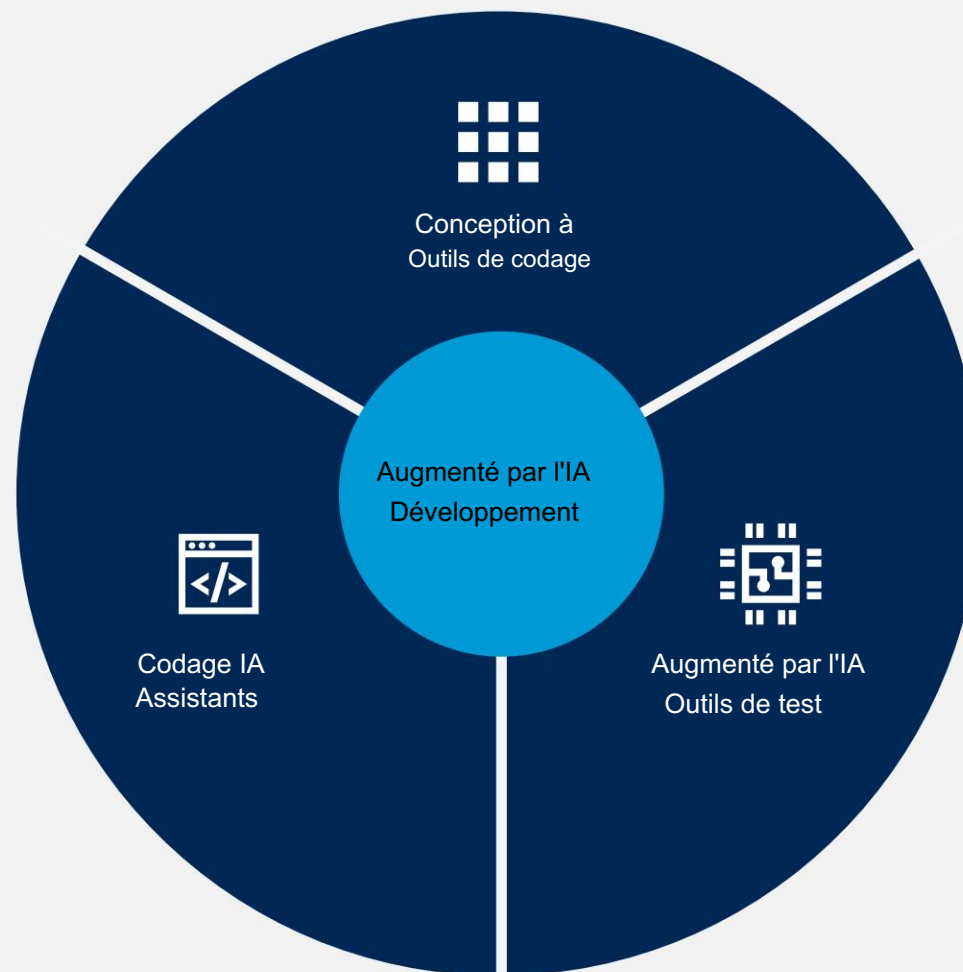 Conception à
Outils de codage
Augmenté par l'IA
Développement
Codage IA
Assistants
Augmenté par l'IA
Outils de test